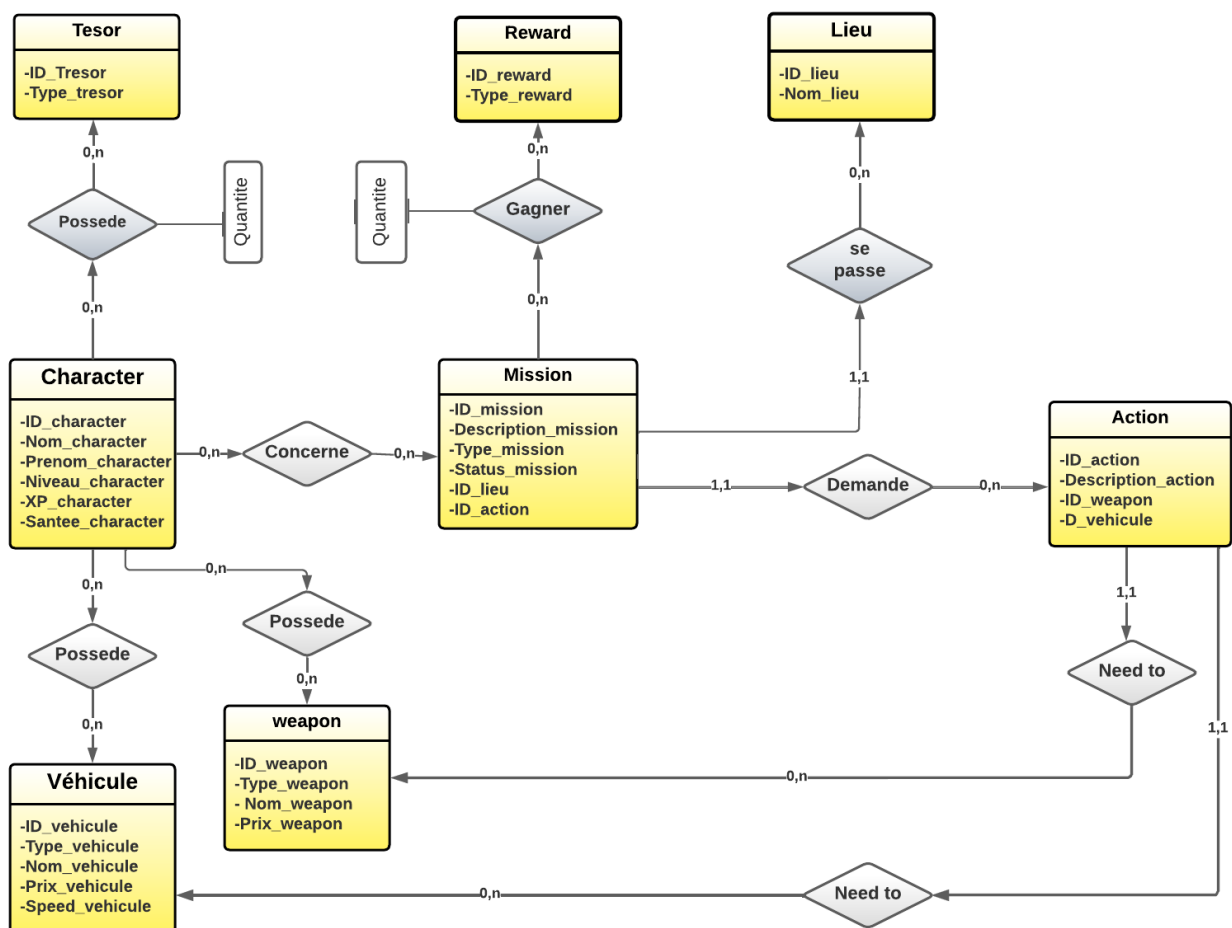 Tesor
-ID_Tresor
-Type_tresor
Reward
-ID_reward
-Type_reward
Lieu
-ID_lieu
-Nom_lieu
0,n
0,n
0,n
Possede
Quantite
Quantite
Gagner
se
passe
0,n
0,n
1,1
Character
-ID_character
-Nom_character
-Prenom_character
-Niveau_character
-XP_character
-Santee_character
0,n
Concerne
0,n
Mission
-ID_mission
-Description_mission
-Type_mission
-Status_mission
-ID_lieu
-ID_action
1,1
Demande
0,n
Action
-ID_action
-Description_action
-ID_weapon
-D_vehicule
0,n
0,n
1,1
Possede
Possede
Need to
0,n
0,n
1,1
weapon
-ID_weapon
-Type_weapon
- Nom_weapon
-Prix_weapon
0,n
Véhicule
-ID_vehicule
-Type_vehicule
-Nom_vehicule
-Prix_vehicule
-Speed_vehicule
0,n
Need to